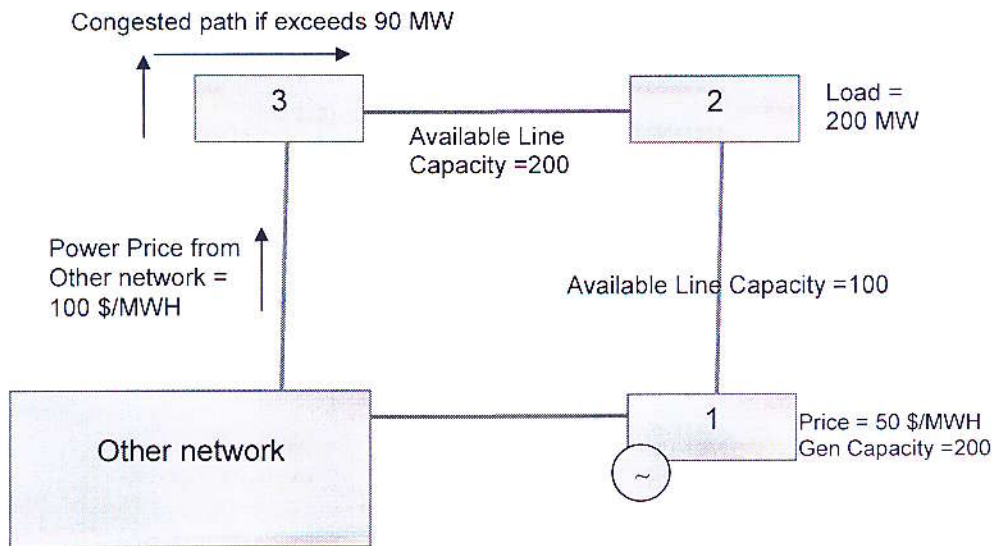 Congested path if exceeds 90 MW
3
2
Load =
200 MW
Available Line
Capacity =200
Power Price from
Other network =
100 $/MWH
Available Line Capacity =100
Other network
1
Price = 50 $/MWH
Gen Capacity =200
~